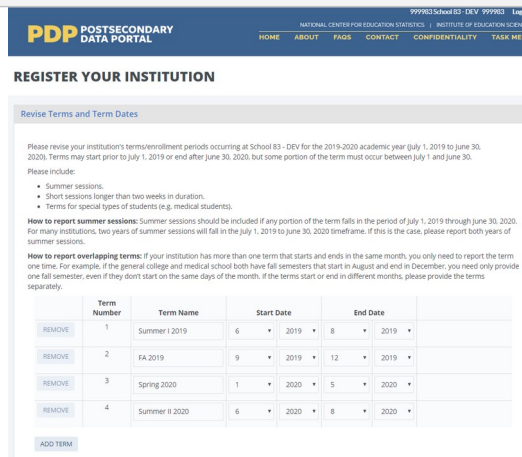 999983 School 83 - DEV 999983
NATIONAL CENTER FOR EDUCATION STATISTICS | INSTITUTE OF EDUCATION
PDP POSTSECONDARY DATA PORTAL
HOME ABOUT FAQS CONTACT CONFIDENTIALITY TASK
REGISTER YOUR INSTITUTION
Revise Terms and Term Dates
Please revise your institution's terms/enrollment periods occurring at School 83 - DEV for the 2019-2020 academic year (July 1, 2019 to June 30,
2020). Terms may start prior to July 1, 2019 or end after June 30, 2020, but some portion of the term must occur between July 1 and June 30.
Please include:
• Summer sessions.
• Short sessions longer than two weeks in duration.
• Terms for special types of students (e.g. medical students).
How to report summer sessions: Summer sessions should be included if any portion of the term falls in the period of July 1, 2019 through June 30, 2020.
For many institutions, two years of summer sessions will fall in the July 1, 2019 to June 30, 2020 timeframe. If this is the case, please report both years of
summer sessions.
How to report overlapping terms: If your institution has more than one term that starts and ends in the same month, you only need to report the term
one time. For example, if the general college and medical school both have fall semesters that start in August and end in December, you need only provide
one fall semester, even if they don't start on the same days of the month. If the terms start or end in different months, please provide the terms
separately.
Term Number Term Name Start Date End Date
REMOVE 1 Summer I 2019 6 2019 8 2019
REMOVE 2 FA 2019 9 2019 12 2019
REMOVE 3 Spring 2020 1 2020 5 2020
REMOVE 4 Summer II 2020 6 2020 8 2020
ADD TERM